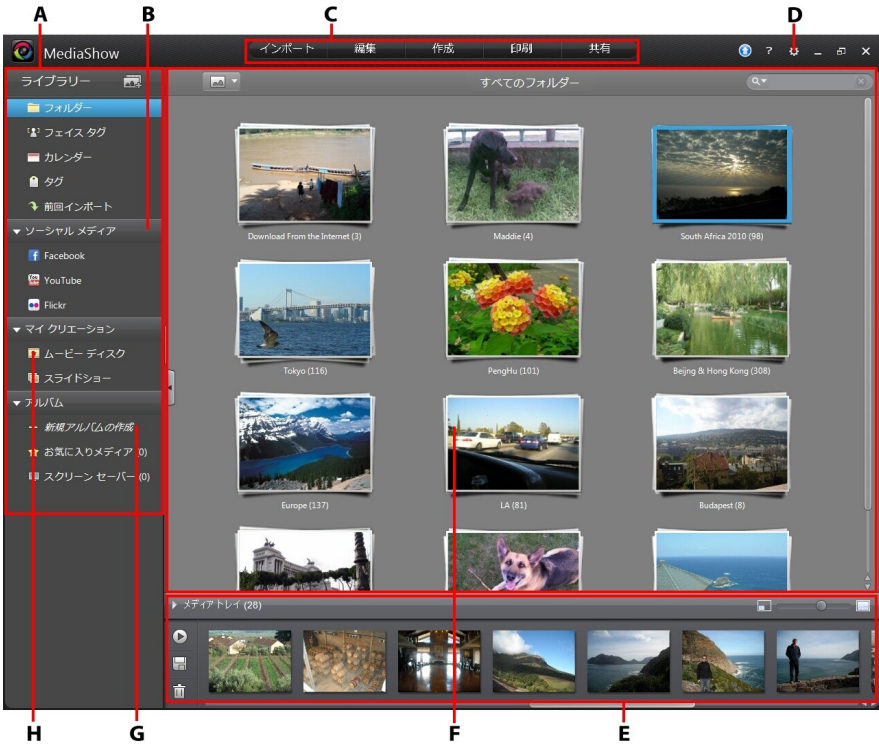 A B C D
MediaShow
インポート 編集 作成 印刷 共有
?
ライブラリー
すべてのフォルダー
フォルダー
フェイス タグ
カレンダー
タグ
前回インポート
ソーシャル メディア
Facebook
YouTube
Flickr
マイ クリエーション
ムービー ディスク
スライドショー
アルバム
新規アルバムの作成
お気に入りメディア (0)
スクリーン セーバー (0)
Download From the Internet (3)
Maddie (4)
South Africa 2010 (98)
Tokyo (116)
PengHu (101)
Beijng & Hong Kong (308)
Europe (137)
LA (81)
Budapest (8)
メディアトレイ (28)
H G F E